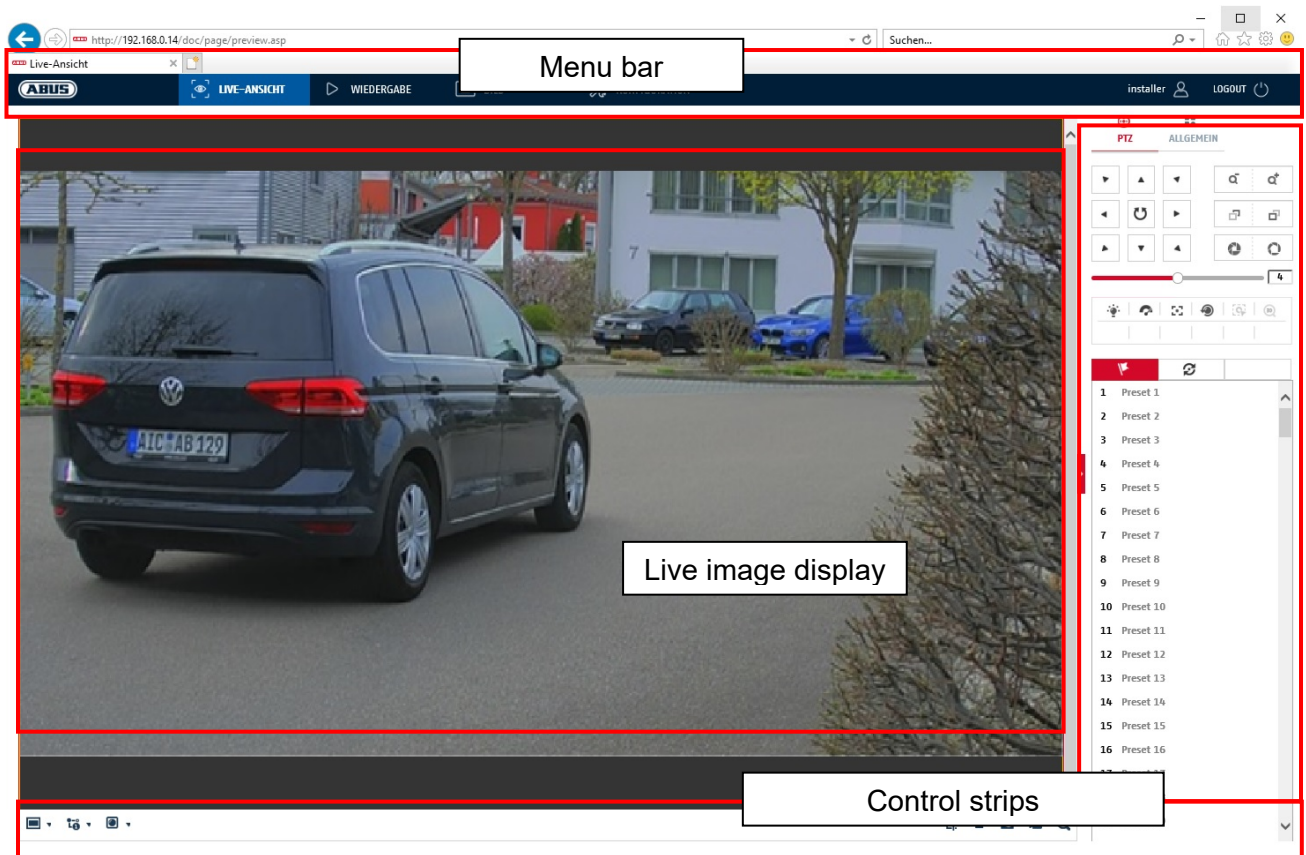 http://192.168.0.14/doc/page/preview.asp
Suchen...
Live-Ansicht
Menu bar
ABUS
LIVE-ANSICHT
WIEDERGABE
installer
LOGOUT
PTZ
ALLGEMEIN
4
7
AIC AB 129
1 Preset 1
2 Preset 2
3 Preset 3
4 Preset 4
5 Preset 5
6 Preset 6
7 Preset 7
8 Preset 8
9 Preset 9
10 Preset 10
11 Preset 11
12 Preset 12
13 Preset 13
14 Preset 14
15 Preset 15
16 Preset 16
Live image display
Control strips